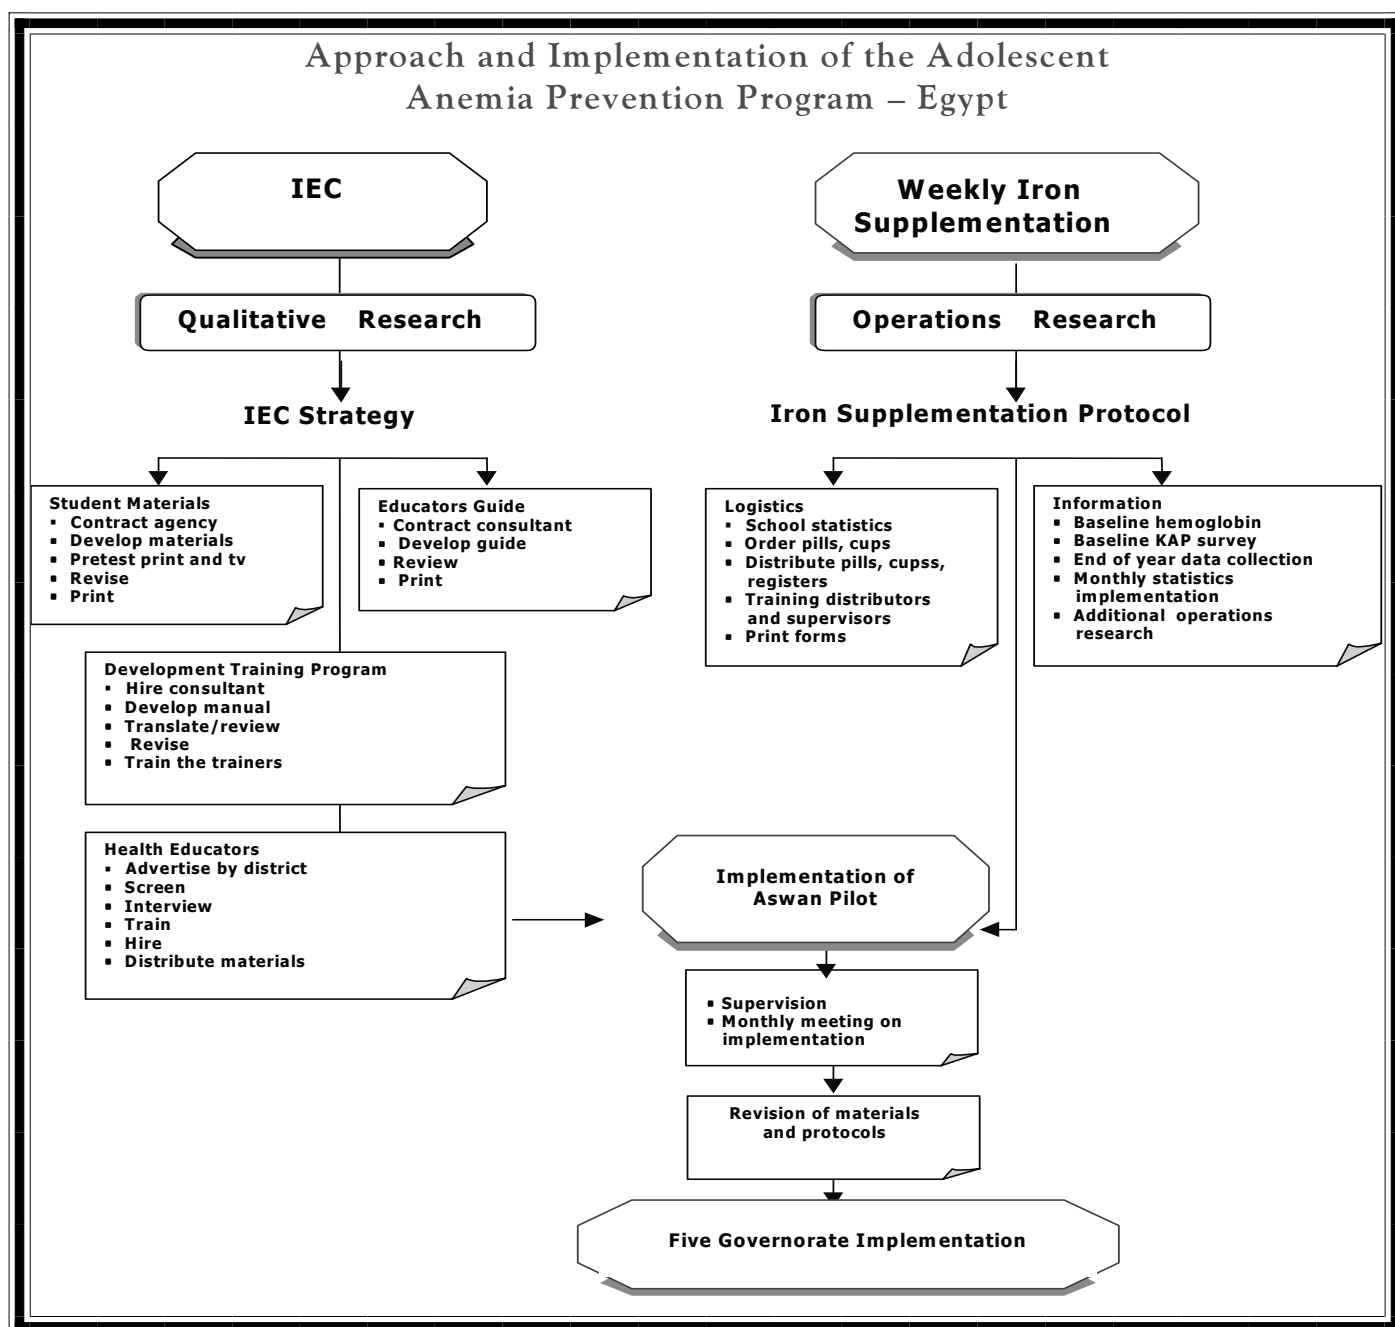 Approach and Implementation of the Adolescent
Anemia Prevention Program – Egypt
IEC
Weekly Iron
Supplementation
Qualitative Research
Operations Research
IEC Strategy
Iron Supplementation Protocol
Student Materials
▪ Contract agency
▪ Develop materials
▪ Pretest print and tv
▪ Revise
▪ Print
Educators Guide
▪ Contract consultant
▪ Develop guide
▪ Review
▪ Print
Logistics
▪ School statistics
▪ Order pills, cups
▪ Distribute pills, cupss,
registers
▪ Training distributors
and supervisors
▪ Print forms
Information
▪ Baseline hemoglobin
▪ Baseline KAP survey
▪ End of year data collection
▪ Monthly statistics
implementation
▪ Additional operations
research
Development Training Program
▪ Hire consultant
▪ Develop manual
▪ Translate/review
▪ Revise
▪ Train the trainers
Health Educators
▪ Advertise by district
▪ Screen
▪ Interview
▪ Train
▪ Hire
▪ Distribute materials
Implementation of
Aswan Pilot
▪ Supervision
▪ Monthly meeting on
implementation
Revision of materials
and protocols
Five Governorate Implementation